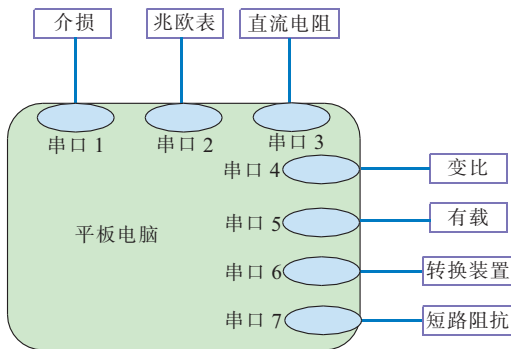 介损 兆欧表 直流电阻
串口 1 串口 2 串口 3
串口 4 变比
串口 5 有载
平板电脑
串口 6 转换装置
串口 7 短路阻抗